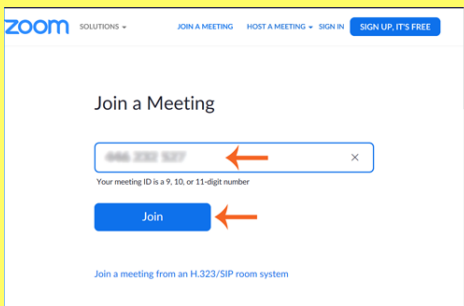 zoom SOLUTIONS JOIN A MEETING HOST A MEETING SIGN IN SIGN UP, IT'S FREE
Join a Meeting
Your meeting ID is a 9, 10, or 11-digit number
Join
Join a meeting from an H.323/SIP room system